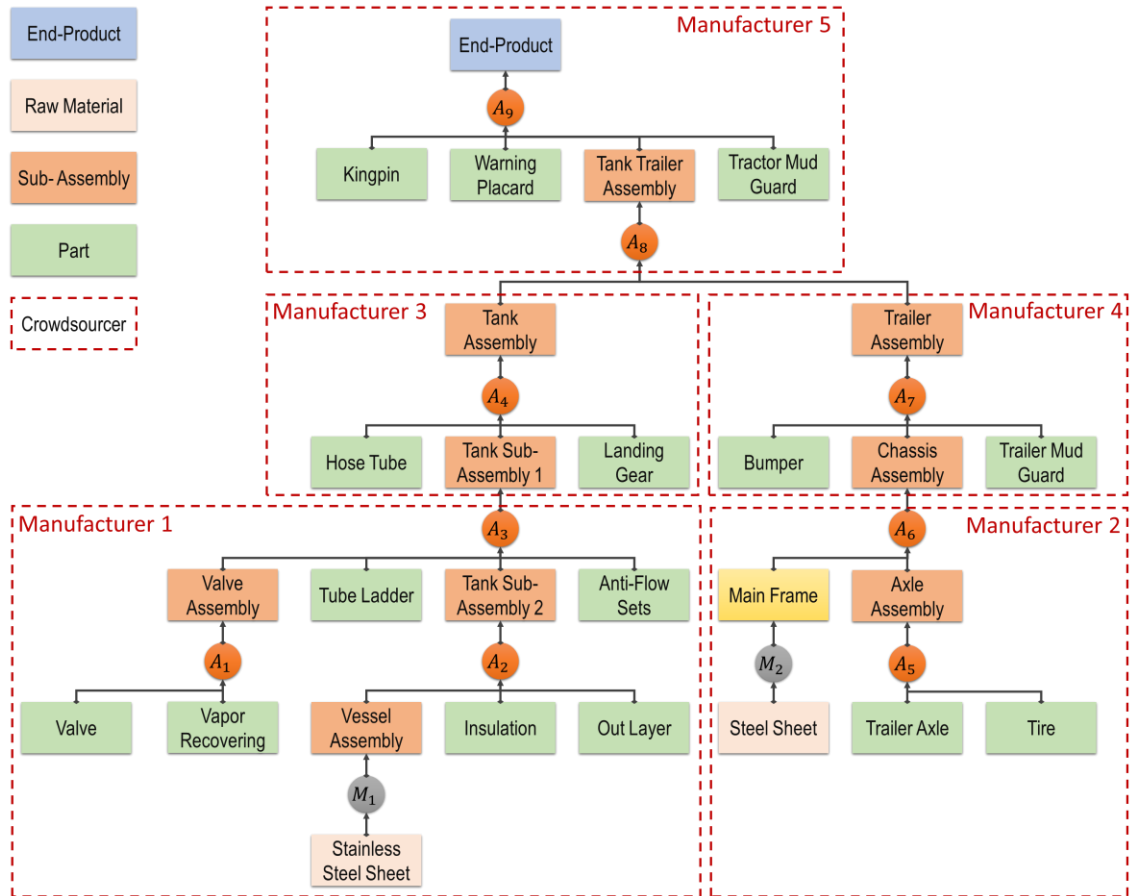 End-Product
Raw Material
Sub- Assembly
Part
Crowdsourcer
Manufacturer 5
End-Product
A9
Kingpin
Warning
Placard
Tank Trailer
Assembly
Tractor Mud
Guard
A8
Manufacturer 3
Tank
Assembly
A4
Hose Tube
Tank Sub-
Assembly 1
Landing
Gear
Manufacturer 4
Trailer
Assembly
A7
Bumper
Chassis
Assembly
Trailer Mud
Guard
Manufacturer 1
A3
Valve
Assembly
Tube Ladder
Tank Sub-
Assembly 2
Anti-Flow
Sets
A1
A2
Valve
Vapor
Recovering
Vessel
Assembly
Insulation
Out Layer
M1
Stainless
Steel Sheet
Manufacturer 2
A6
Main Frame
Axle
Assembly
M2
A5
Steel Sheet
Trailer Axle
Tire